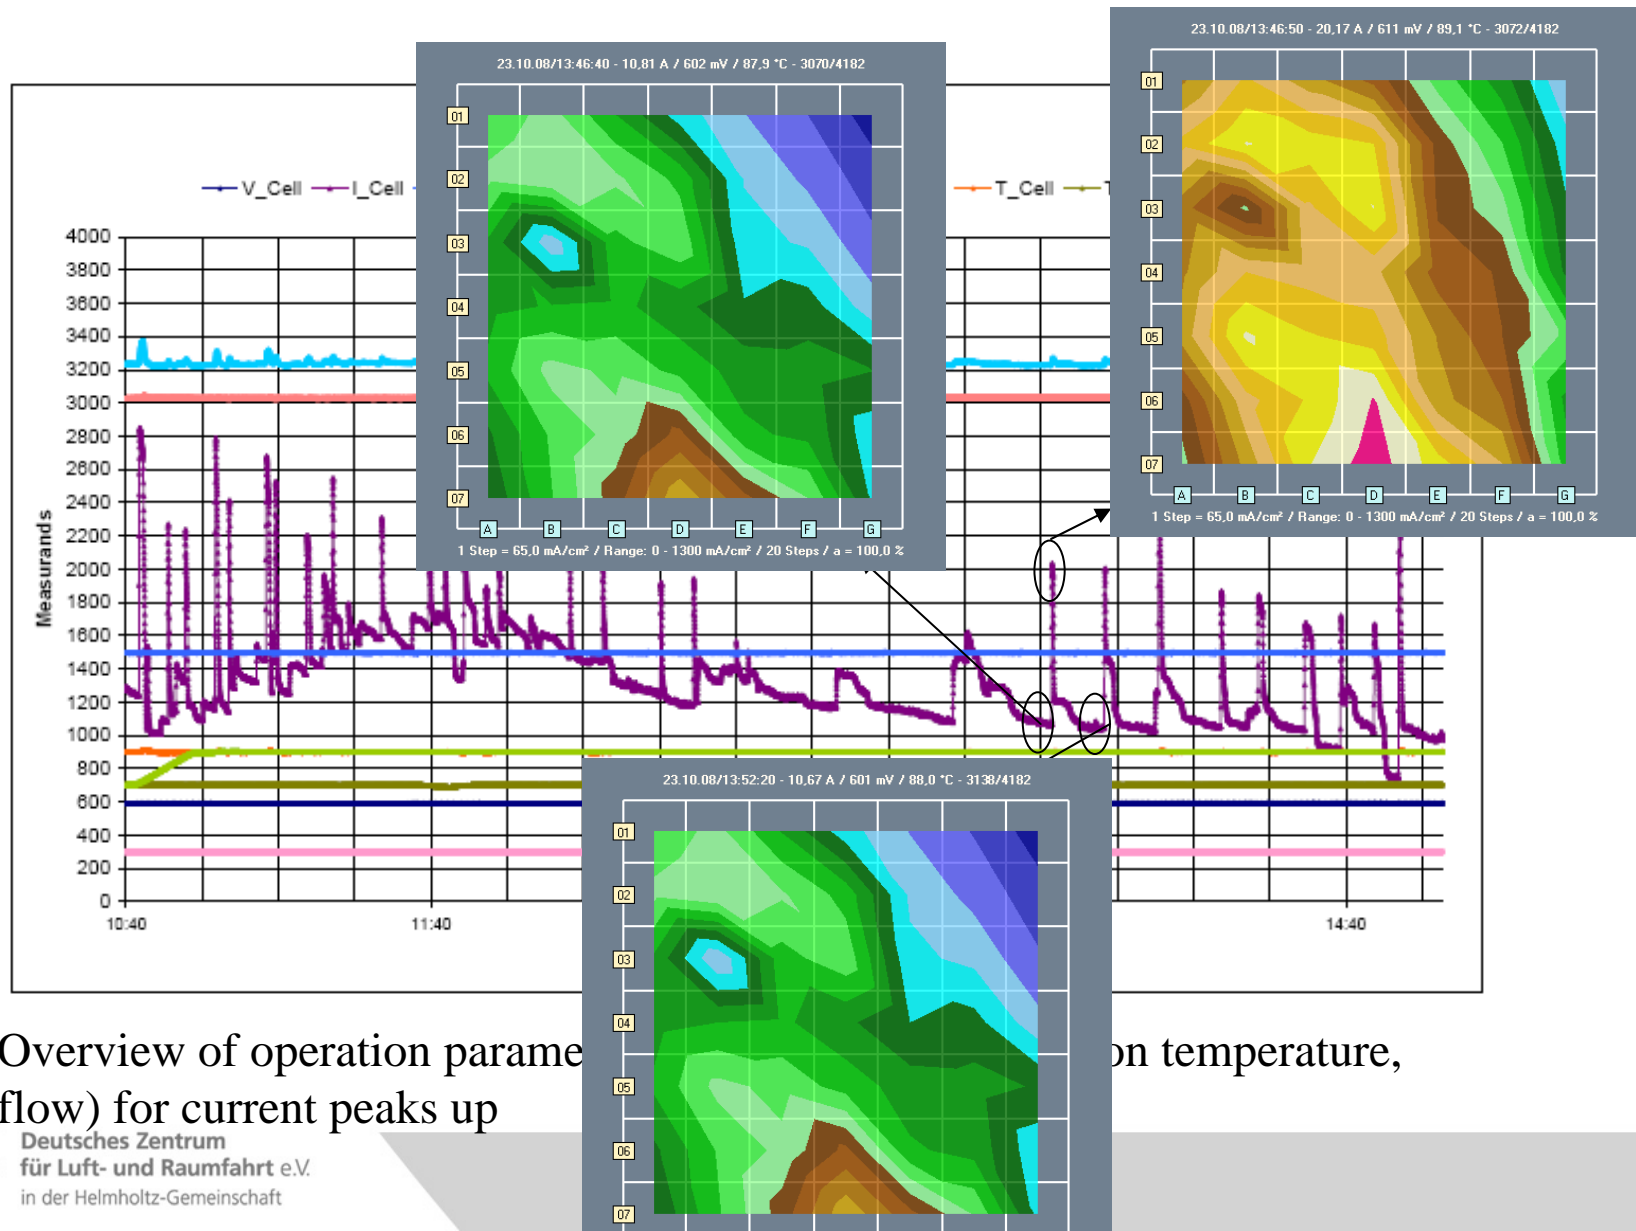 23.10.08/13:46:50 - 20,17 A / 611 mV / 89,1 °C - 3072/4182
01
02
03
04
05
06
07
A B C D E F G
1 Step = 65,0 mA/cm² / Range: 0 - 1300 mA/cm² / 20 Steps / a = 100,0 %
23.10.08/13:46:40 - 10,81 A / 602 mV / 87,9 °C - 3070/4182
01
02
03
04
05
06
07
A B C D E F G
1 Step = 65,0 mA/cm² / Range: 0 - 1300 mA/cm² / 20 Steps / a = 100,0 %
V_Cell I_Cell T_Cell
Measurands
4000
3800
3600
3400
3200
3000
2800
2600
2400
2200
2000
1800
1600
1400
1200
1000
800
600
400
200
0
10:40 11:40 14:40
23.10.08/13:52:20 - 10,67 A / 601 mV / 88,0 °C - 3138/4182
01
02
03
04
05
06
07
Overview of operation parame on temperature,
flow) for current peaks up
Deutsches Zentrum
für Luft- und Raumfahrt e.V.
in der Helmholtz-Gemeinschaft